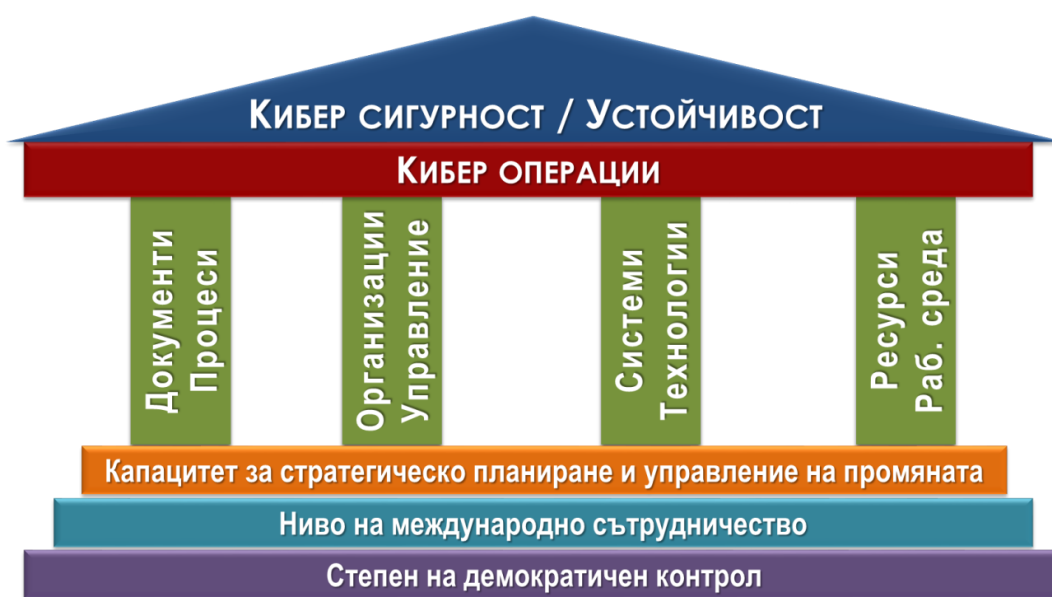 Кибер сигурност / Устойчивост
Кибер операции
Документи
Процеси
Организации
Управление
Системи
Технологии
Ресурси
Раб. среда
Капацитет за стратегическо планиране и управление на промяната
Ниво на международно сътрудничество
Степен на демократичен контрол